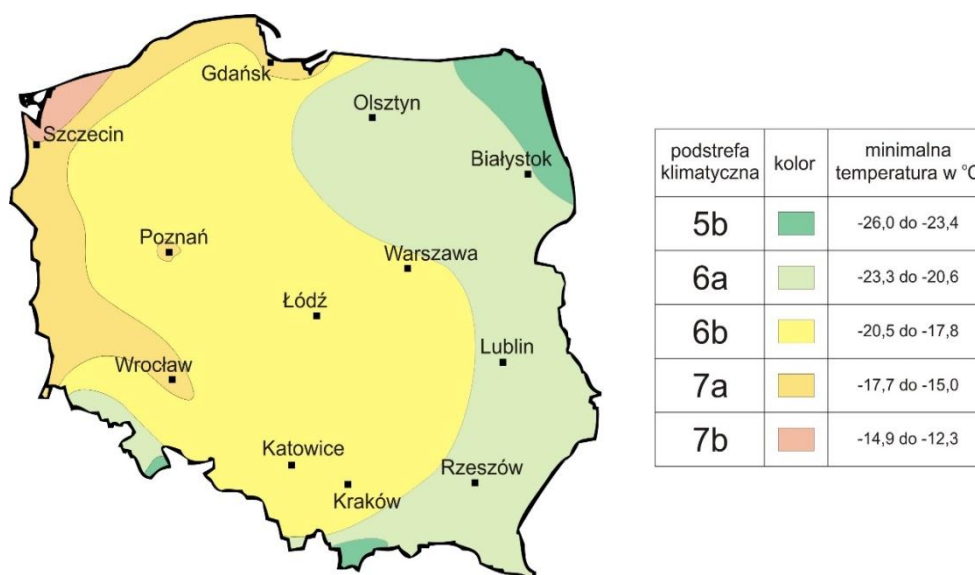 Gdańsk
Olsztyn
Szczecin
Białystok
Poznań
Warszawa
Łódź
Wrocław
Lublin
Katowice
Kraków
Rzeszów
podstrefa klimatyczna
kolor
minimalna temperatura w °C
5b
-26,0 do -23,4
6a
-23,3 do -20,6
6b
-20,5 do -17,8
7a
-17,7 do -15,0
7b
-14,9 do -12,3